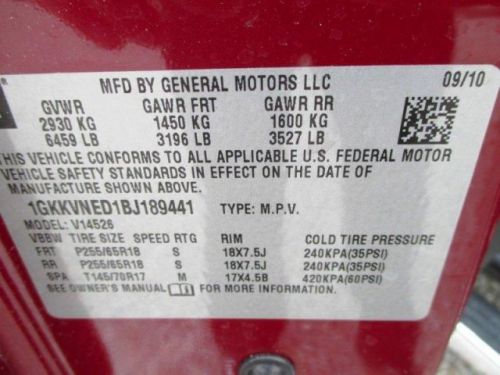 MFD BY GENERAL MOTORS LLC 09/10
GVWR GAWR FRT GAWR RR
2930 KG 1450 KG 1600 KG
6459 LB 3196 LB 3527 LB
THIS VEHICLE CONFORMS TO ALL APPLICABLE U.S. FEDERAL MOTOR
VEHICLE SAFETY STANDARDS IN EFFECT ON THE DATE OF
MANUFACTURE SHOWN ABOVE.
1GKKVNED1BJ189441 TYPE: M.P.V.
MODEL: V14526
VBBW TIRE SIZE SPEED RTG RIM COLD TIRE PRESSURE
FRT P255/65R18 S 18X7.5J 240KPA(35PSI)
RR P255/65R18 S 18X7.5J 240KPA(35PSI)
SPA T145/70R17 M 17X4.5B 420KPA(60PSI)
SEE OWNER'S MANUAL FOR MORE INFORMATION